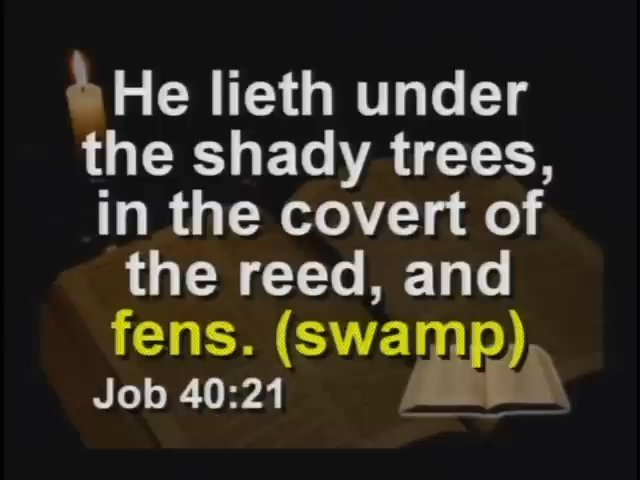 He lieth under
the shady trees,
in the covert of
the reed, and
fens. (swamp)
Job 40:21